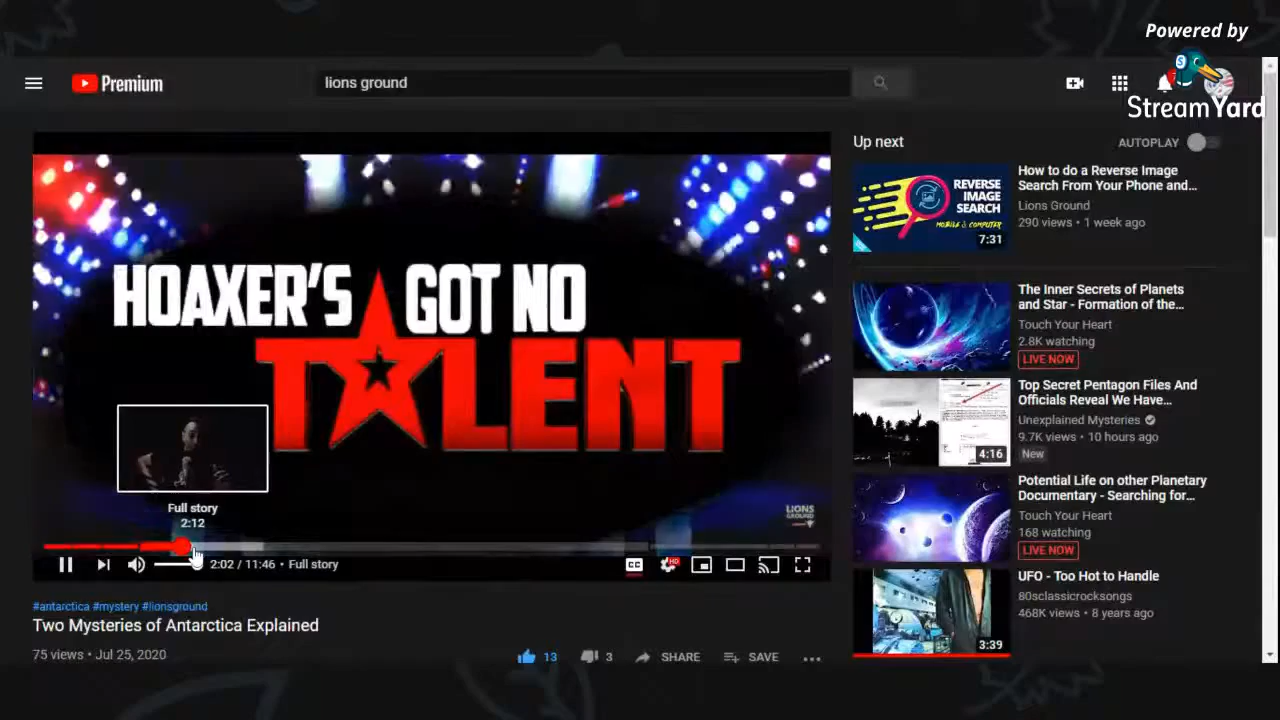 Powered by
StreamYard
Premium
lions ground
HOAXER'S GOT NO
TALENT
Full story
2:12
LIONS
GROUND
CC
HD
2:02 / 11:46 • Full story
#antarctica #mystery #lionsground
Two Mysteries of Antarctica Explained
75 views • Jul 25, 2020
13
3
SHARE
SAVE
Up next
AUTOPLAY
REVERSE
IMAGE
SEARCH
MOBILE & COMPUTER
7:31
How to do a Reverse Image
Search From Your Phone and...
Lions Ground
290 views • 1 week ago
The Inner Secrets of Planets
and Star - Formation of the...
Touch Your Heart
2.8K watching
LIVE NOW
4:16
Top Secret Pentagon Files And
Officials Reveal We Have...
Unexplained Mysteries
9.7K views • 10 hours ago
New
Potential Life on other Planetary
Documentary - Searching for...
Touch Your Heart
168 watching
LIVE NOW
3:39
UFO - Too Hot to Handle
80sclassicrocksongs
468K views • 8 years ago